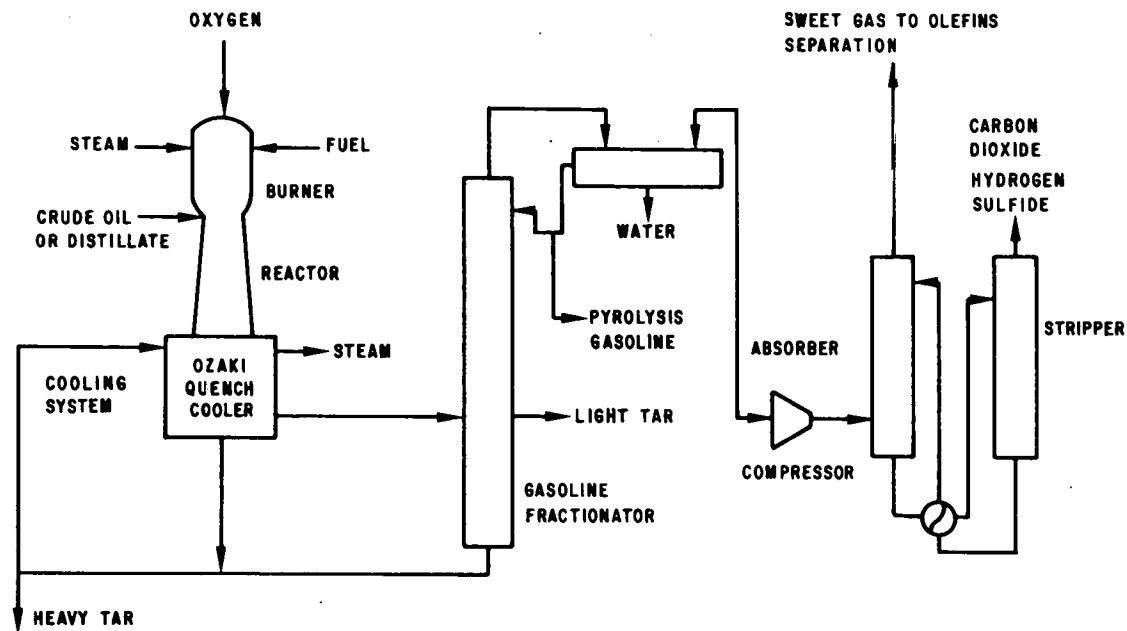 OXYGEN
SWEET GAS TO OLEFINS
SEPARATION
STEAM
FUEL
CARBON
DIOXIDE
HYDROGEN
SULFIDE
BURNER
CRUDE OIL
OR DISTILLATE
WATER
REACTOR
PYROLYSIS
GASOLINE
ABSORBER
STRIPPER
STEAM
OZAKI
QUENCH
COOLER
COOLING
SYSTEM
LIGHT TAR
COMPRESSOR
GASOLINE
FRACTIONATOR
HEAVY TAR